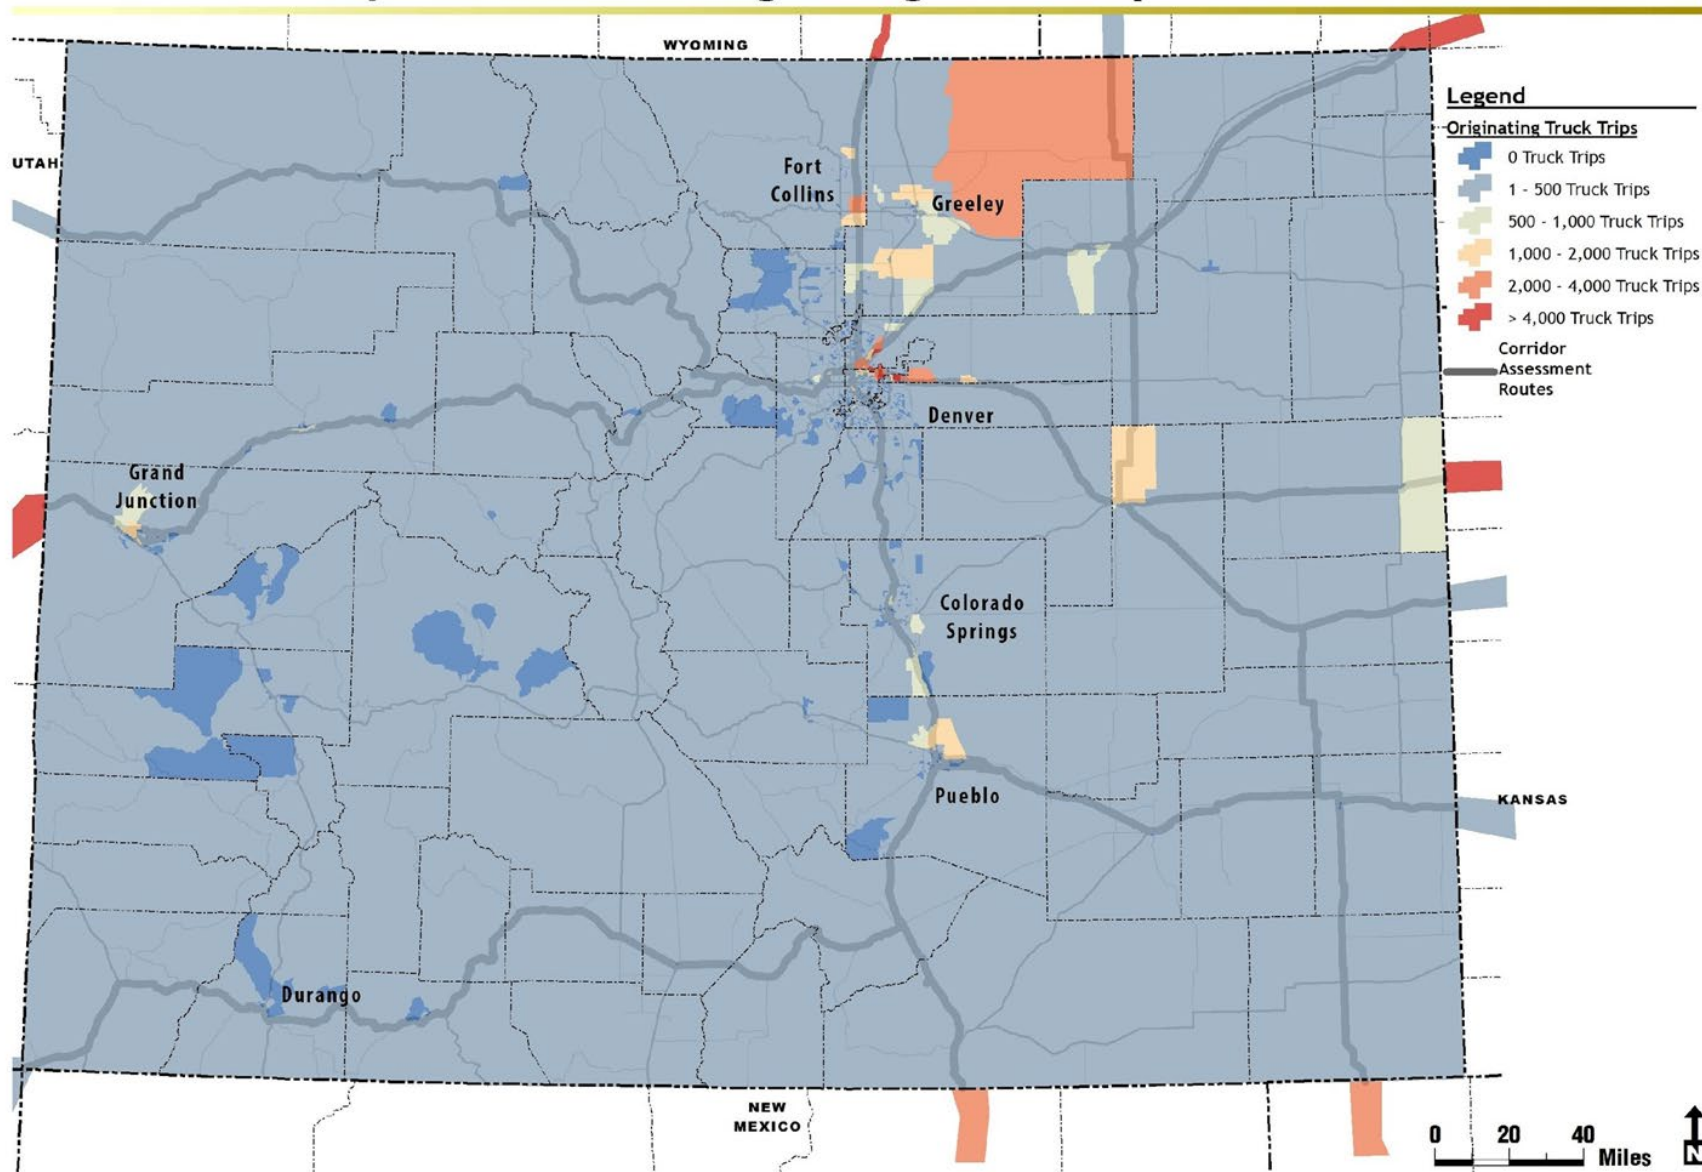 WYOMING
Legend
Originating Truck Trips
0 Truck Trips
1 - 500 Truck Trips
500 - 1,000 Truck Trips
1,000 - 2,000 Truck Trips
2,000 - 4,000 Truck Trips
> 4,000 Truck Trips
Corridor
Assessment
Routes
UTAH
Fort
Collins
Greeley
Denver
Grand
Junction
Colorado
Springs
Pueblo
KANSAS
Durango
NEW
MEXICO
0 20 40
Miles
N